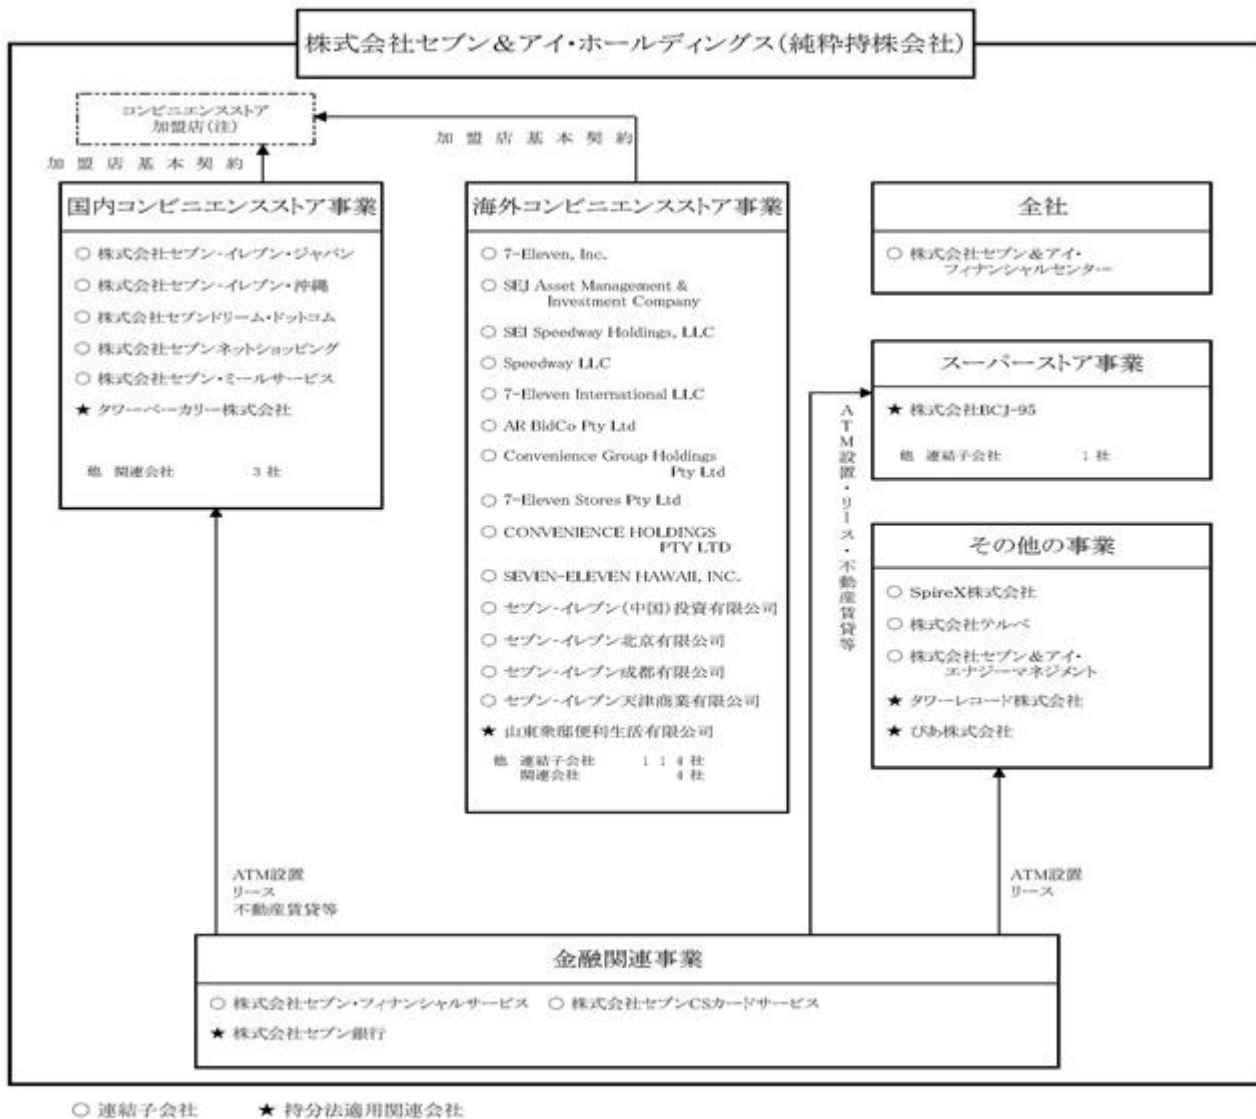 株式会社セブン&アイ・ホールディングス(純粋持株会社)
コンビニエンスストア
加盟店(注)
加盟店基本契約
加盟店基本契約
国内コンビニエンスストア事業
○ 株式会社セブン-イレブン・ジャパン
○ 株式会社セブン-イレブン・沖縄
○ 株式会社セブンドリーム・ドットコム
○ 株式会社セブンネットショッピング
○ 株式会社セブン・ミールサービス
★ タワーベーカリー株式会社
他 関連会社 3社
海外コンビニエンスストア事業
○ 7-Eleven, Inc.
○ SEJ Asset Management &
Investment Company
○ SEI Speedway Holdings, LLC
○ Speedway LLC
○ 7-Eleven International LLC
○ AR BidCo Pty Ltd
○ Convenience Group Holdings
Pty Ltd
○ 7-Eleven Stores Pty Ltd
○ CONVENIENCE HOLDINGS
PTY LTD
○ SEVEN-ELEVEN HAWAII, INC.
○ セブン-イレブン(中国)投資有限公司
○ セブン-イレブン北京有限公司
○ セブン-イレブン成都有限公司
○ セブン-イレブン天津商業有限公司
★ 山東衆邸便利生活有限公司
他 連結子会社 114社
関連会社 4社
全社
○ 株式会社セブン&アイ・
フィナンシャルセンター
スーパーストア事業
★ 株式会社BCJ-95
他 連結子会社 1社
ATM設置・リース・不動産賃貸等
その他の事業
○ SpireX株式会社
○ 株式会社テルベ
○ 株式会社セブン&アイ・
エナジーマネジメント
★ タワーレコード株式会社
★ ぴあ株式会社
ATM設置
リース
不動産賃貸等
ATM設置
リース
金融関連事業
○ 株式会社セブン・フィナンシャルサービス ○ 株式会社セブンCSカードサービス
★ 株式会社セブン銀行
○ 連結子会社 ★ 持分法適用関連会社